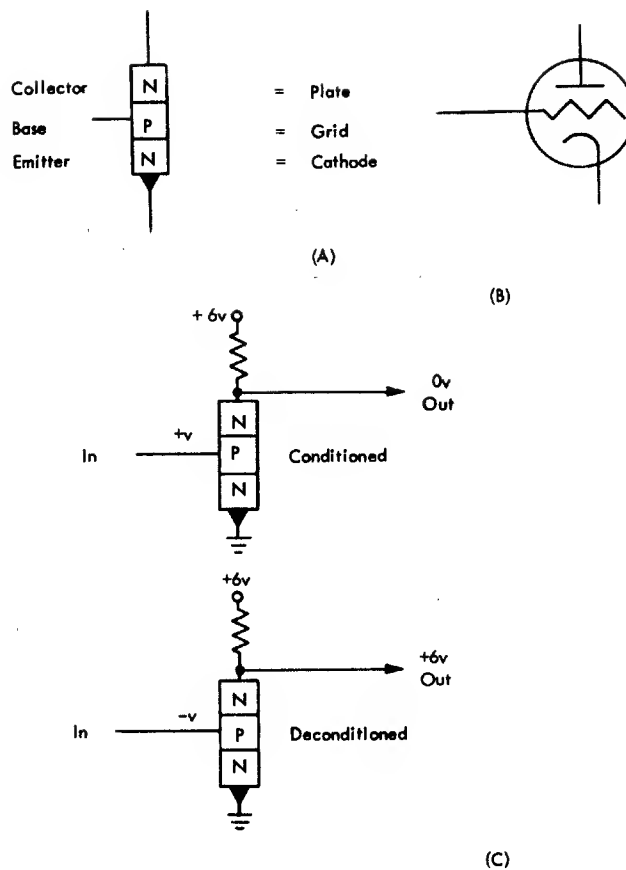 Collector N = Plate
Base P = Grid
Emitter N = Cathode
(A)
(B)
+ 6v
0v
Out
N
+v
In P Conditioned
N
+6v
+6v
Out
N
-v
In P Deconditioned
N
(C)